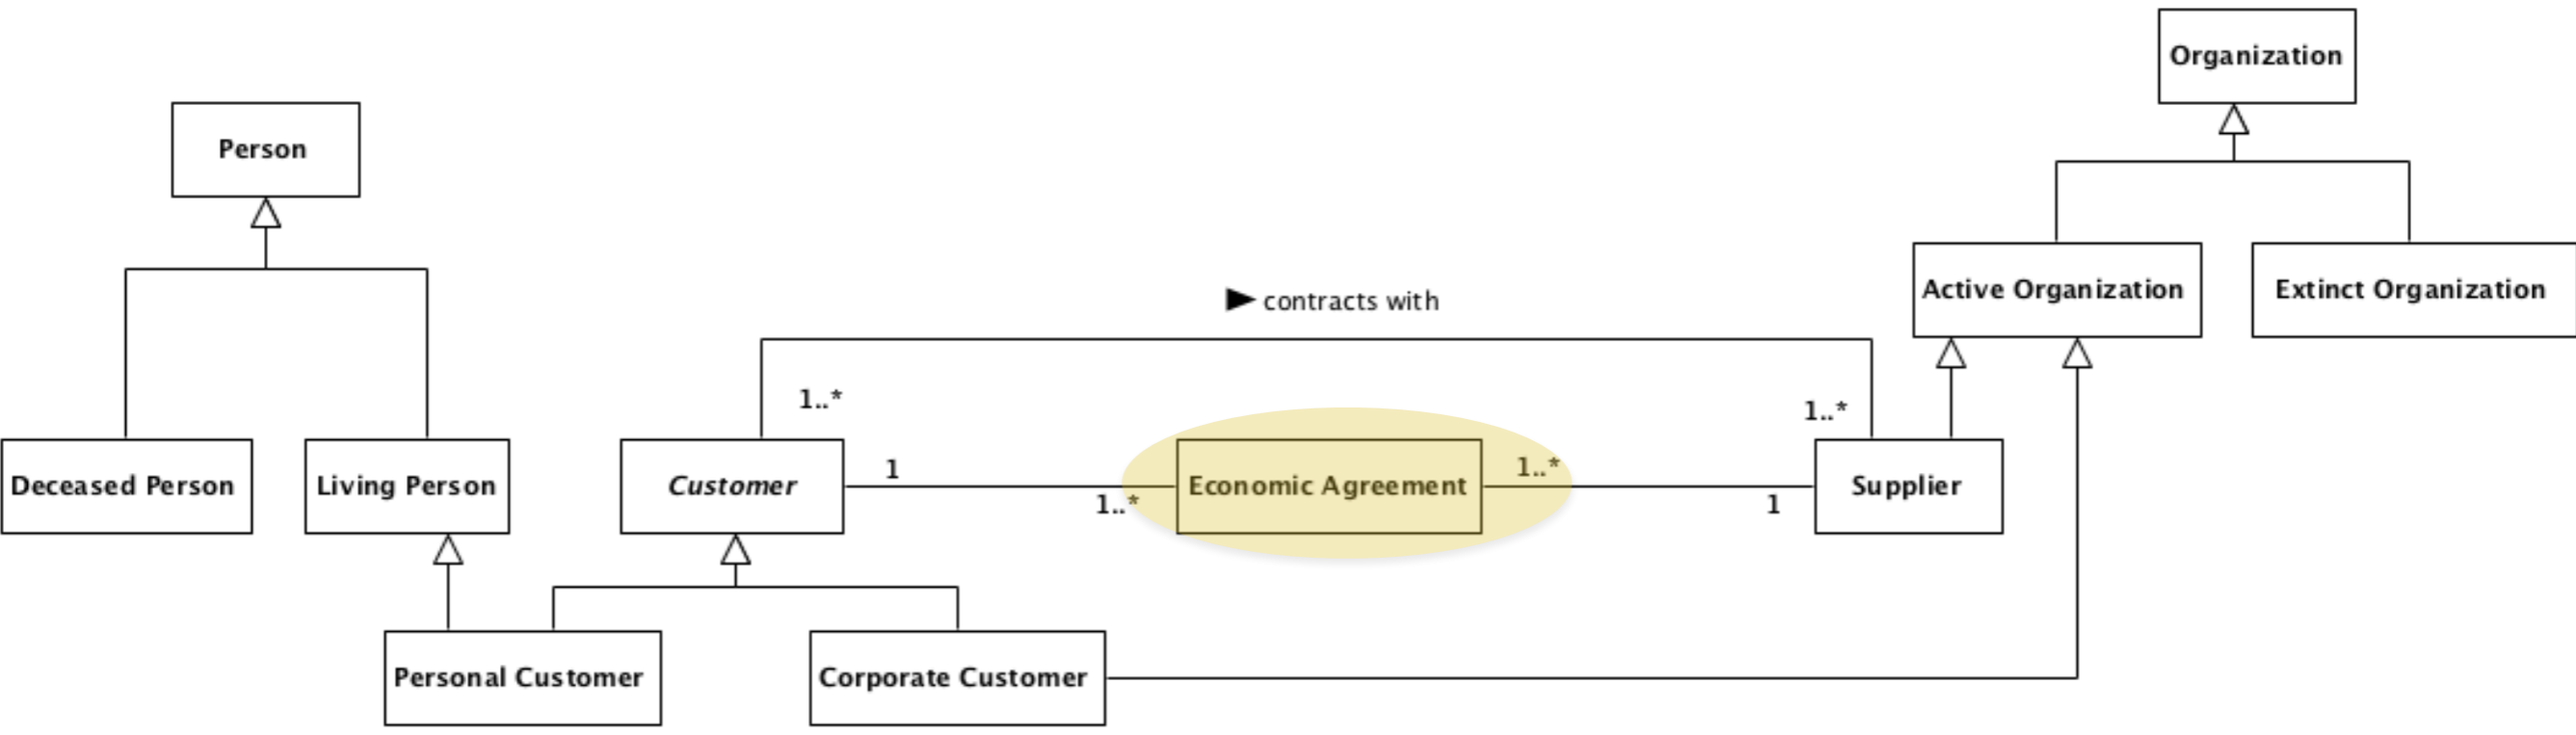 Organization
Person
Active Organization
Extinct Organization
► contracts with
1..*
1..*
Deceased Person
Living Person
Customer
1
1..*
Economic Agreement
1..*
1
Supplier
Personal Customer
Corporate Customer